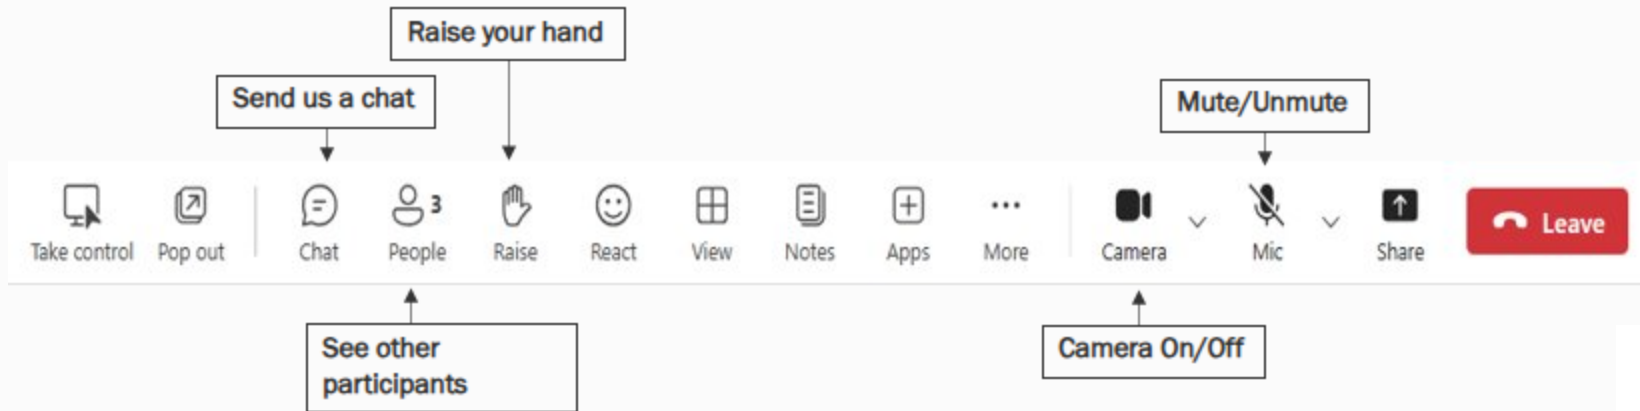 Raise your hand
Send us a chat
Mute/Unmute
3
Take control Pop out Chat People Raise React View Notes Apps More Camera Mic Share Leave
See other
participants
Camera On/Off